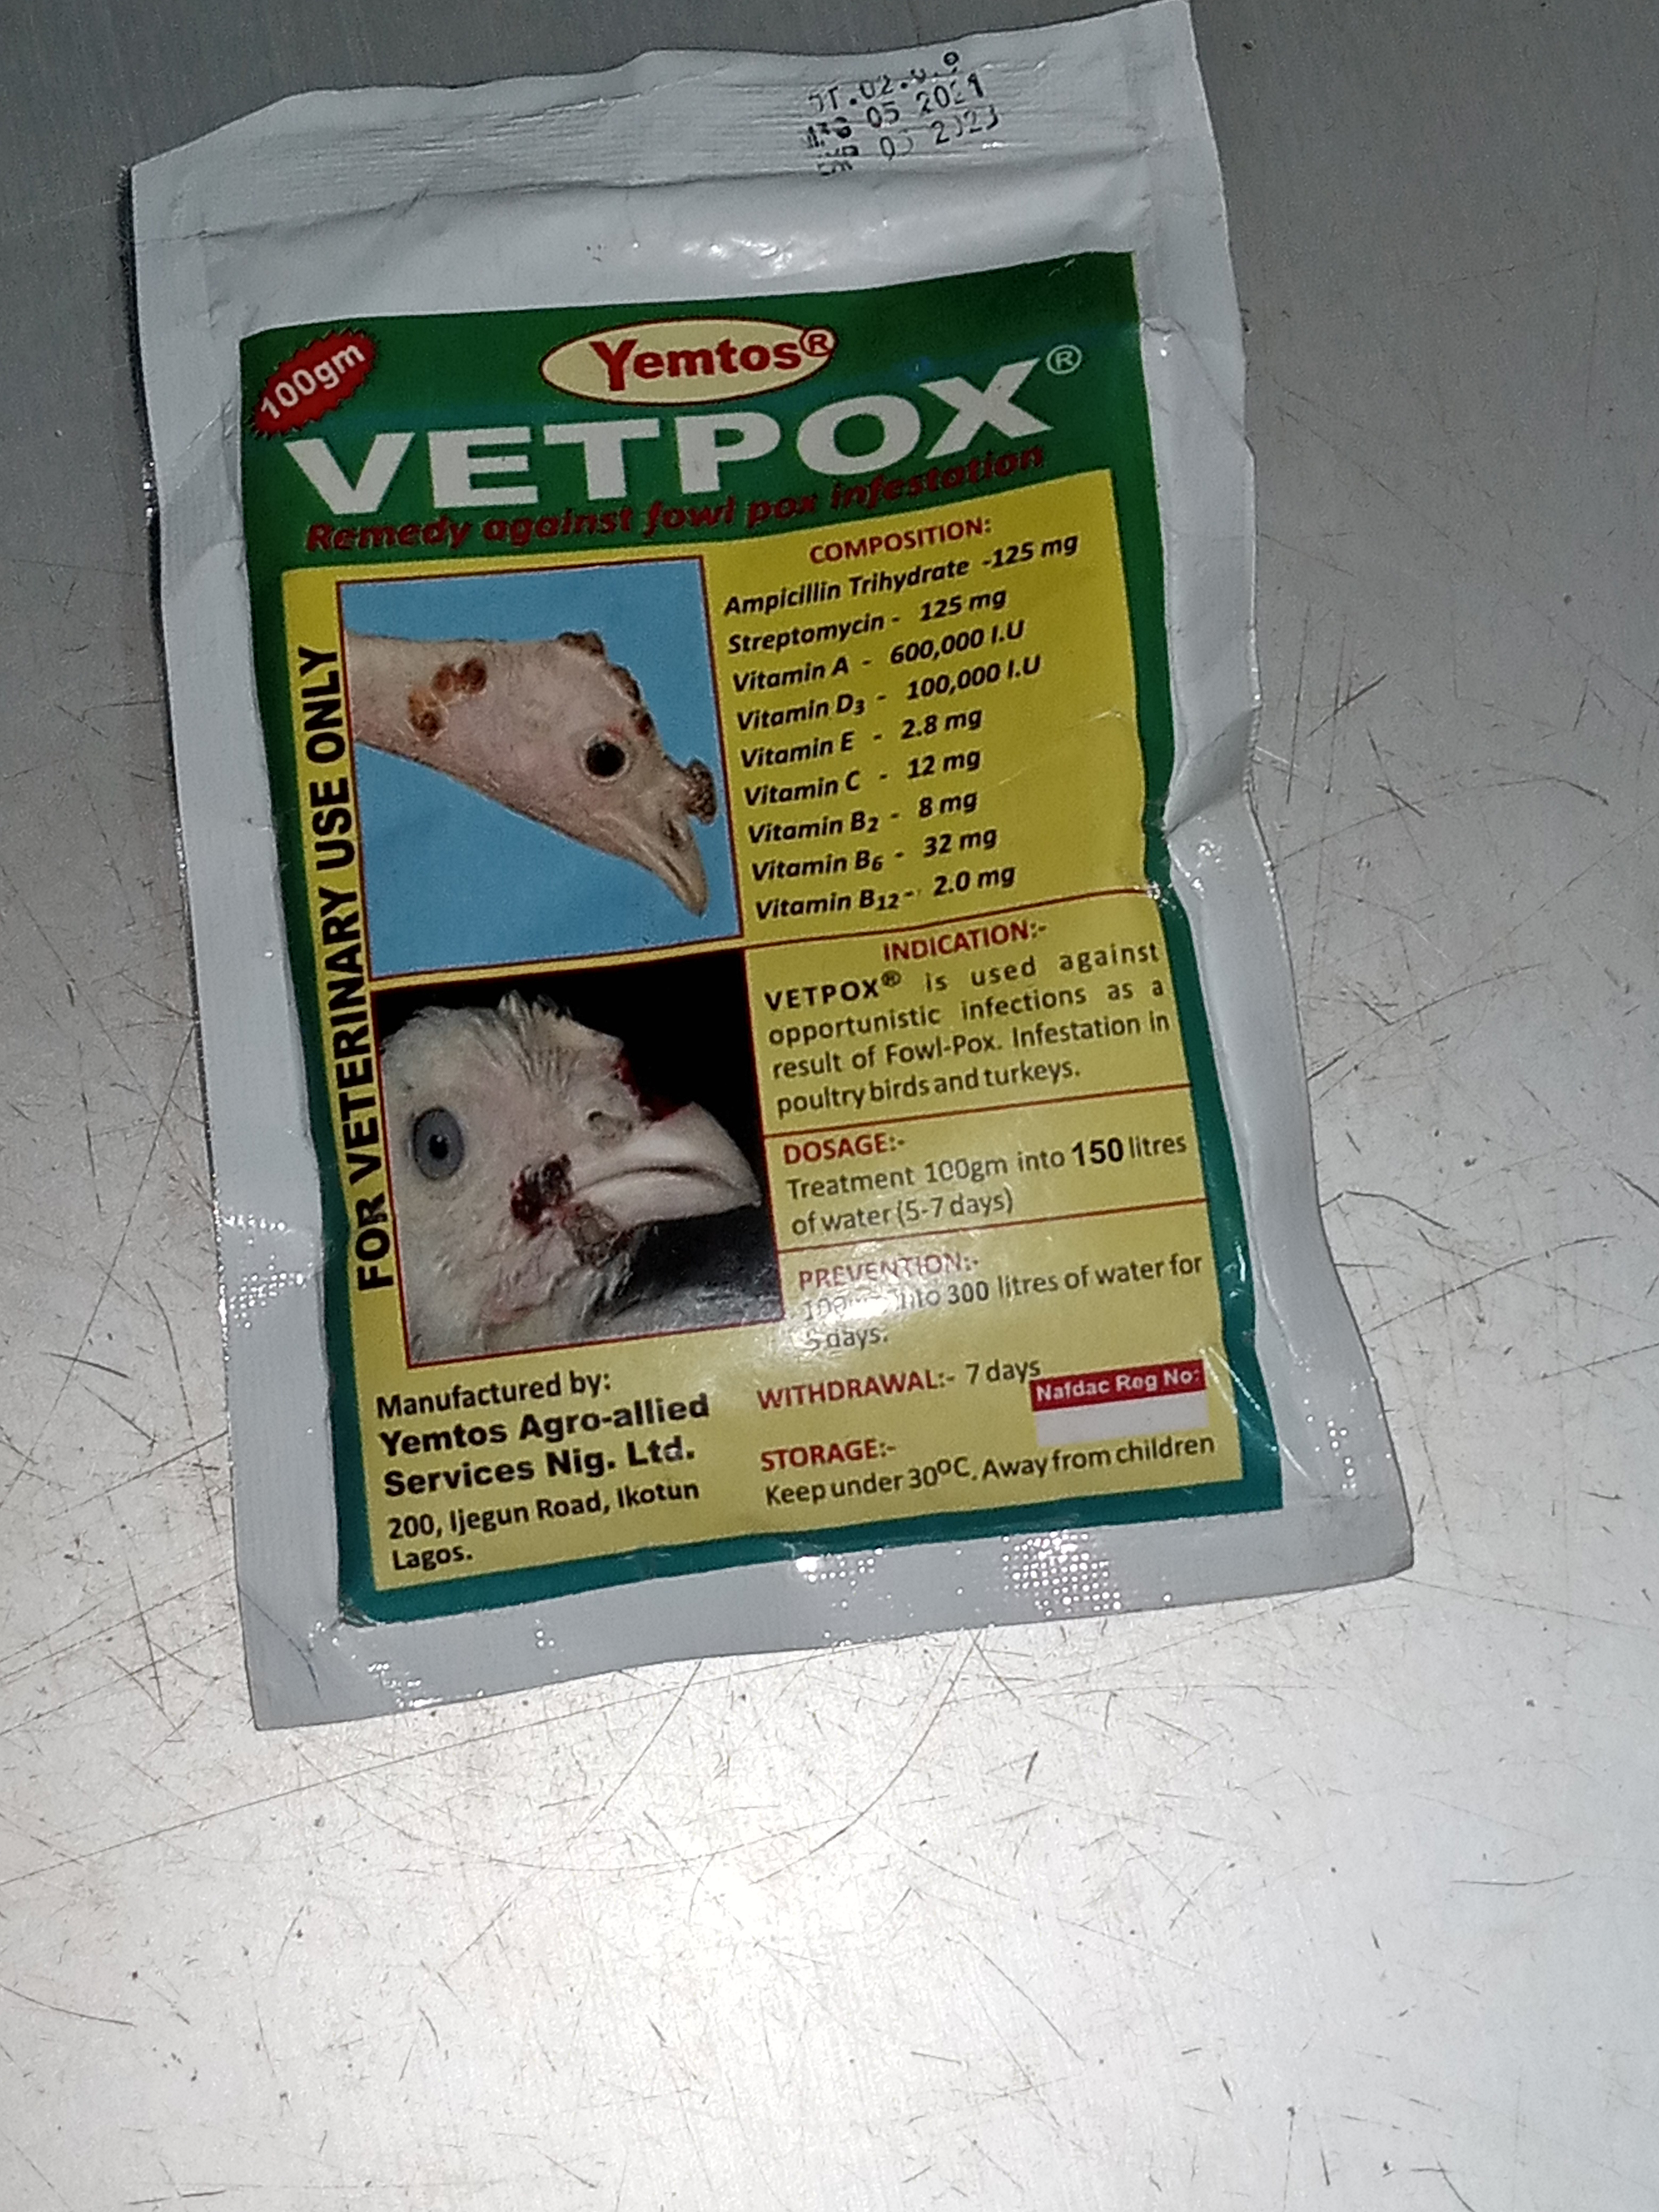 05 2021
2023
100gm
Yemtos®
VETPOX®
Remedy against fowl pox infestation
FOR VETERINARY USE ONLY
COMPOSITION:
Ampicillin Trihydrate -125 mg
Streptomycin - 125 mg
Vitamin A - 600,000 I.U
Vitamin D3 - 100,000 I.U
Vitamin E - 2.8 mg
Vitamin C - 12 mg
Vitamin B2 - 8 mg
Vitamin B6 - 32 mg
Vitamin B12 - 2.0 mg
INDICATION:-
VETPOX® is used against
opportunistic infections as a
result of Fowl-Pox. Infestation in
poultry birds and turkeys.
DOSAGE:-
Treatment 100gm into 150 litres
of water (5-7 days)
PREVENTION:-
into 300 litres of water for
5 days.
WITHDRAWAL:- 7 days
Nafdac Reg No:
STORAGE:-
Keep under 30ºC. Away from children
Manufactured by:
Yemtos Agro-allied
Services Nig. Ltd.
200, Ijegun Road, Ikotun
Lagos.